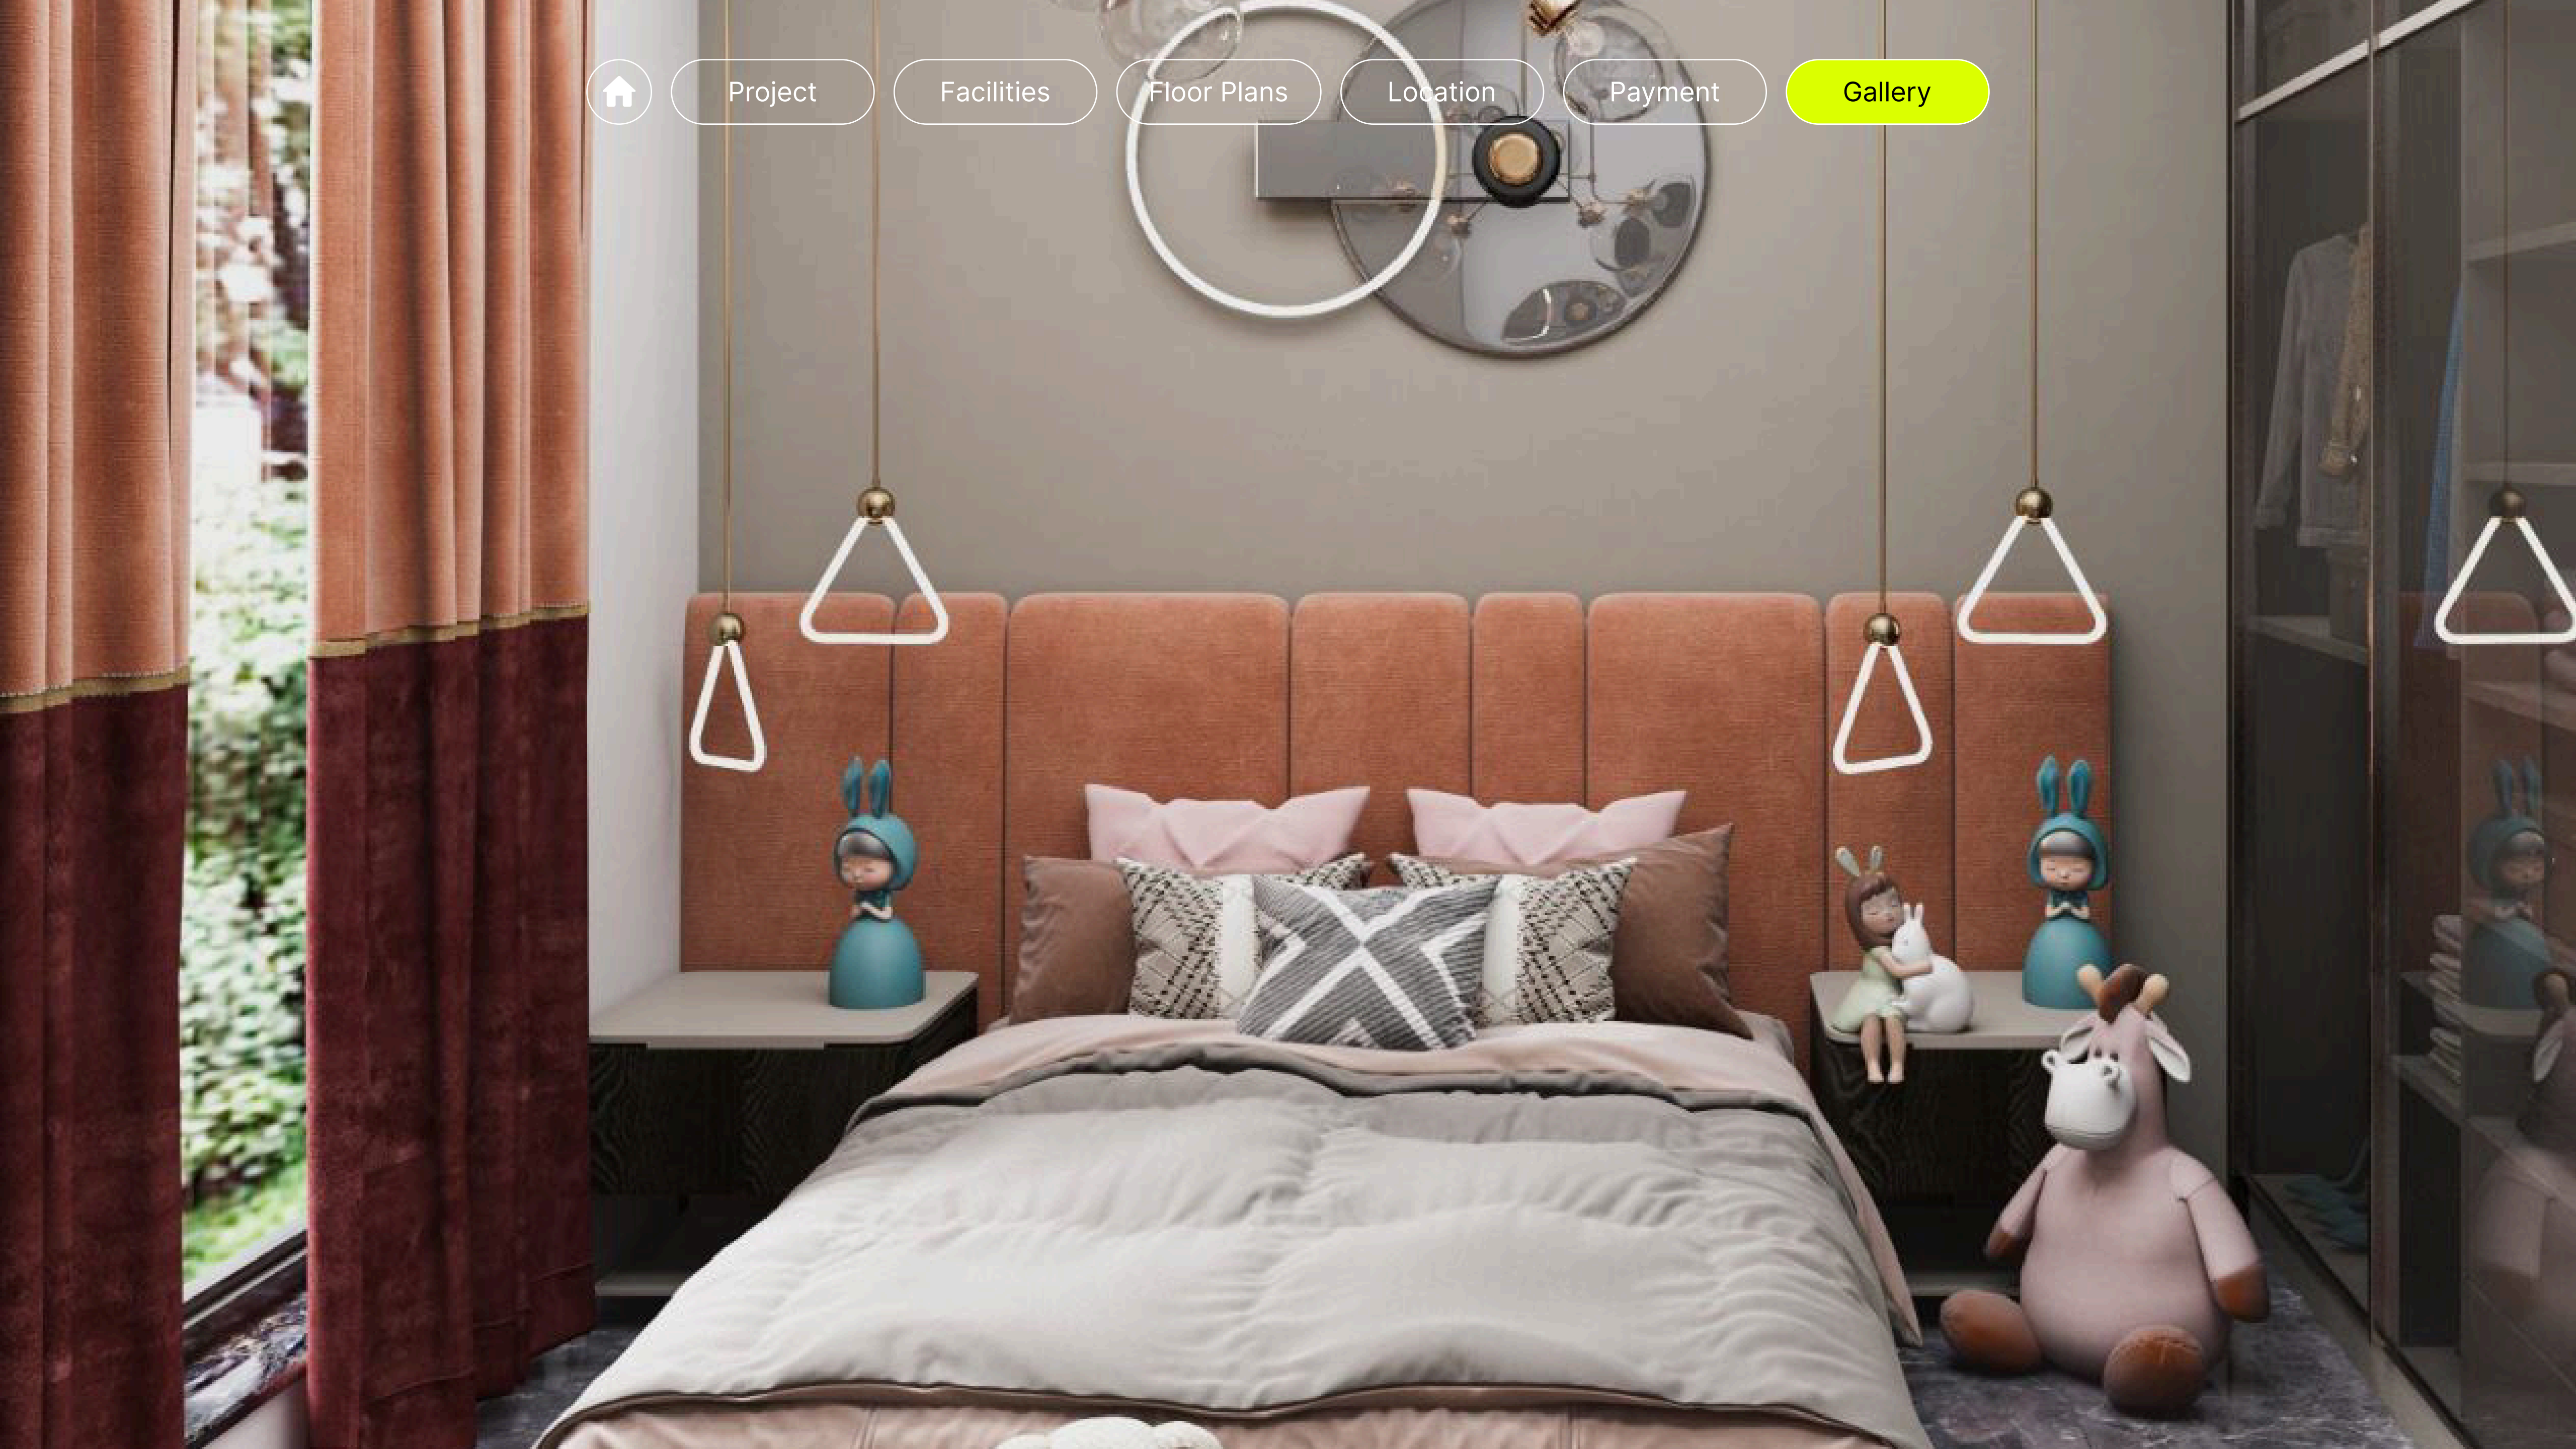 Project
Facilities
Floor Plans
Location
Payment
Gallery